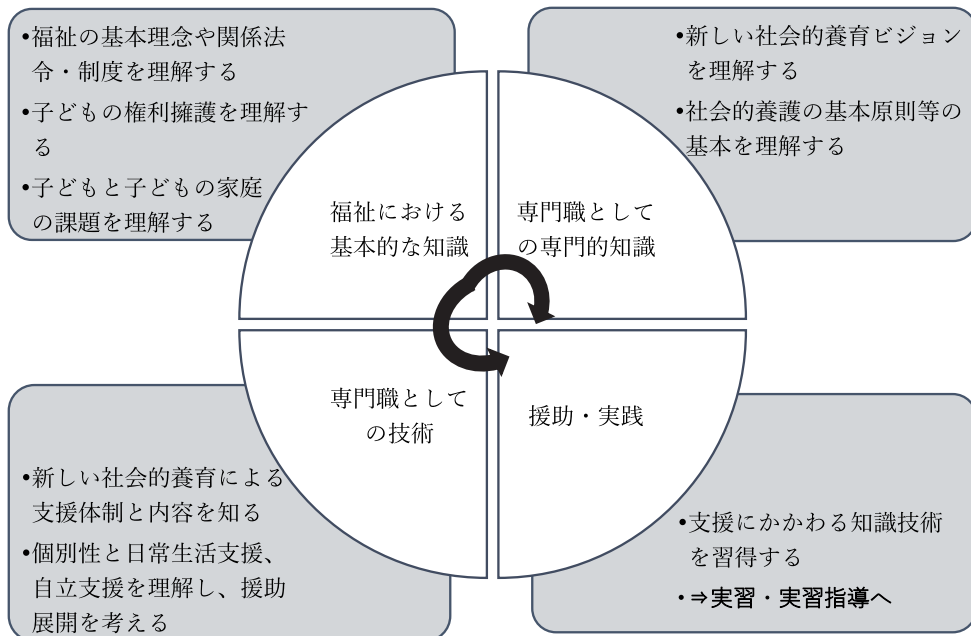 •福祉の基本理念や関係法
令・制度を理解する
•子どもの権利擁護を理解す
る
•子どもと子どもの家庭
の課題を理解する
•新しい社会的養育ビジョン
を理解する
•社会的養護の基本原則等の
基本を理解する
福祉における
基本的な知識
専門職として
の専門的知識
専門職として
の技術
援助・実践
•新しい社会的養育による
支援体制と内容を知る
•個別性と日常生活支援、
自立支援を理解し、援助
展開を考える
•支援にかかわる知識技術
を習得する
•⇒実習・実習指導へ